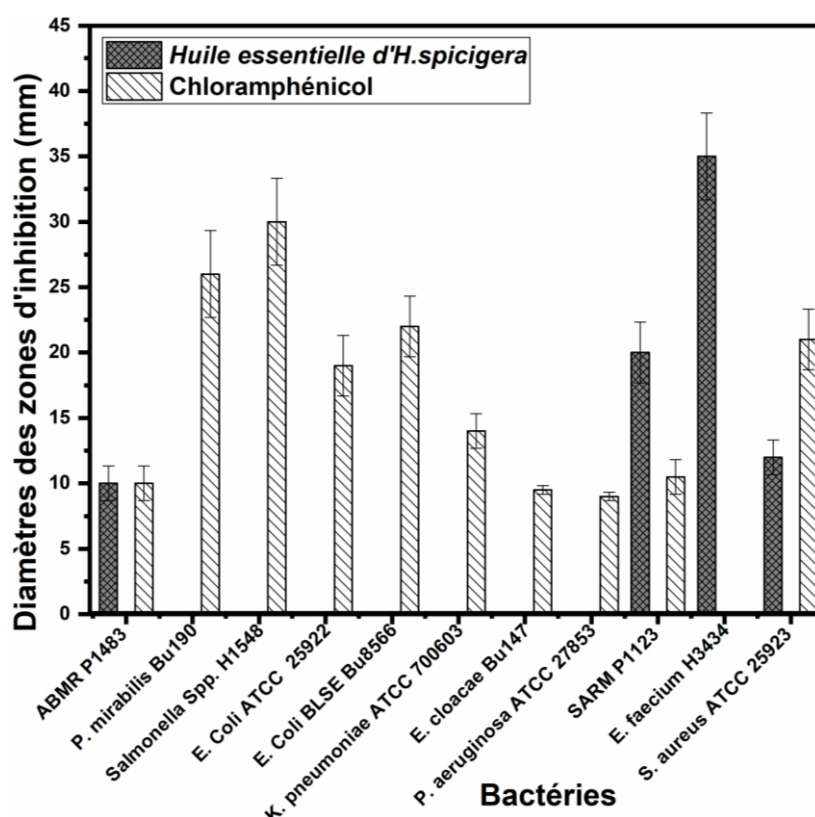 Huile essentielle d'H.spicigera
Chloramphénicol
Diamètres des zones d'inhibition (mm)
45
40
35
30
25
20
15
10
5
0
ABMR P1483
P. mirabilis Bu190
Salmonella Spp. H1548
E. Coli ATCC 25922
E. Coli BLSE Bu8566
K. pneumoniae ATCC 700603
E. cloacae Bu147
P. aeruginosa ATCC 27853
SARM P1123
E. faecium H3434
S. aureus ATCC 25923
Bactéries